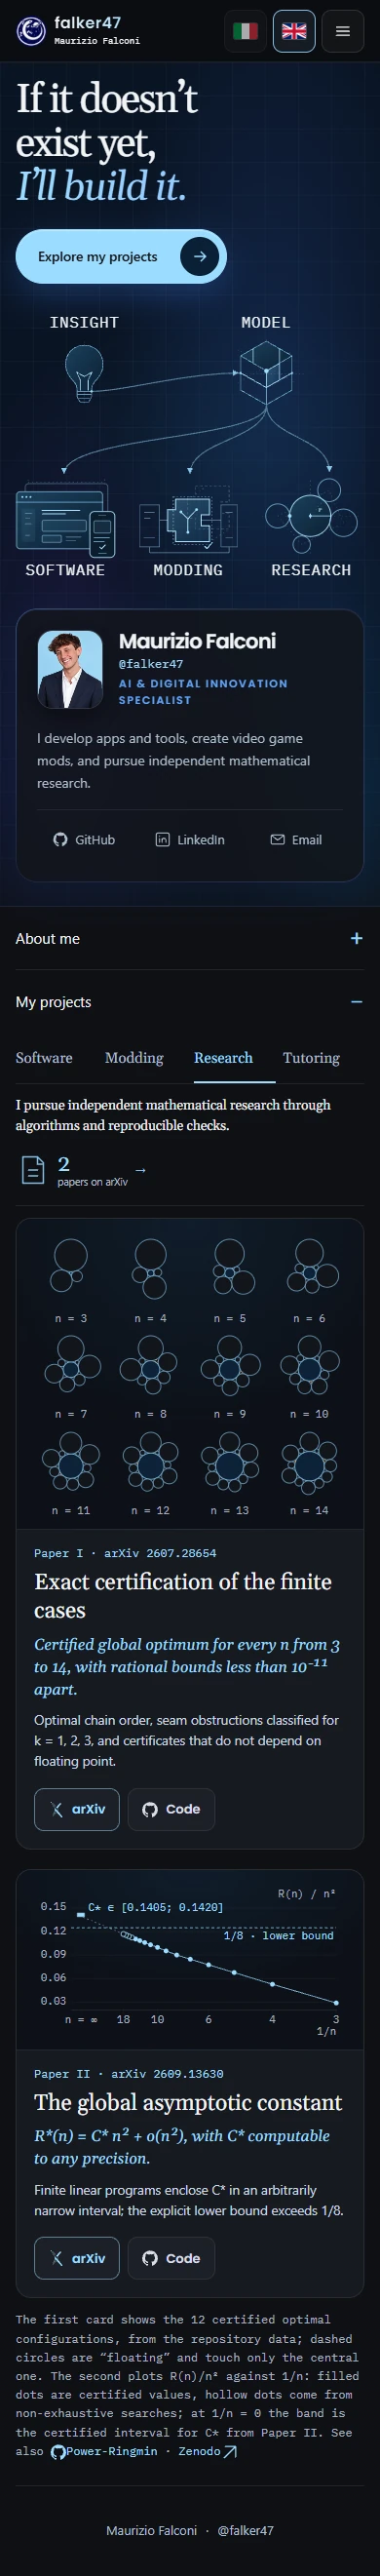 falker47
Maurizio Falconi
If it doesn’t
exist yet,
I’ll build it.
Explore my projects
INSIGHT
MODEL
r
SOFTWARE
MODDING
RESEARCH
Maurizio Falconi
@falker47
AI & DIGITAL INNOVATION
SPECIALIST
I develop apps and tools, create video game
mods, and pursue independent mathematical
research.
GitHub
LinkedIn
Email
About me
My projects
Software
Modding
Research
Tutoring
I pursue independent mathematical research through
algorithms and reproducible checks.
2
papers on arXiv
→
n = 3
n = 4
n = 5
n = 6
n = 7
n = 8
n = 9
n = 10
n = 11
n = 12
n = 13
n = 14
Paper I · arXiv 2607.28654
Exact certification of the finite
cases
Certified global optimum for every n from 3
to 14, with rational bounds less than 10⁻¹¹
apart.
Optimal chain order, seam obstructions classified for
k = 1, 2, 3, and certificates that do not depend on
floating point.
arXiv
Code
R(n) / n²
0.15
C* ∈ [0.1405; 0.1420]
0.12
1/8 · lower bound
0.09
0.06
0.03
n = ∞
18
10
6
4
3
1/n
Paper II · arXiv 2609.13630
The global asymptotic constant
R*(n) = C* n² + o(n²), with C* computable
to any precision.
Finite linear programs enclose C* in an arbitrarily
narrow interval; the explicit lower bound exceeds 1/8.
arXiv
Code
The first card shows the 12 certified optimal
configurations, from the repository data; dashed
circles are “floating” and touch only the central
one. The second plots R(n)/n² against 1/n: filled
dots are certified values, hollow dots come from
non-exhaustive searches; at 1/n = 0 the band is
the certified interval for C* from Paper II. See
also Power-Ringmin · Zenodo
Maurizio Falconi · @falker47